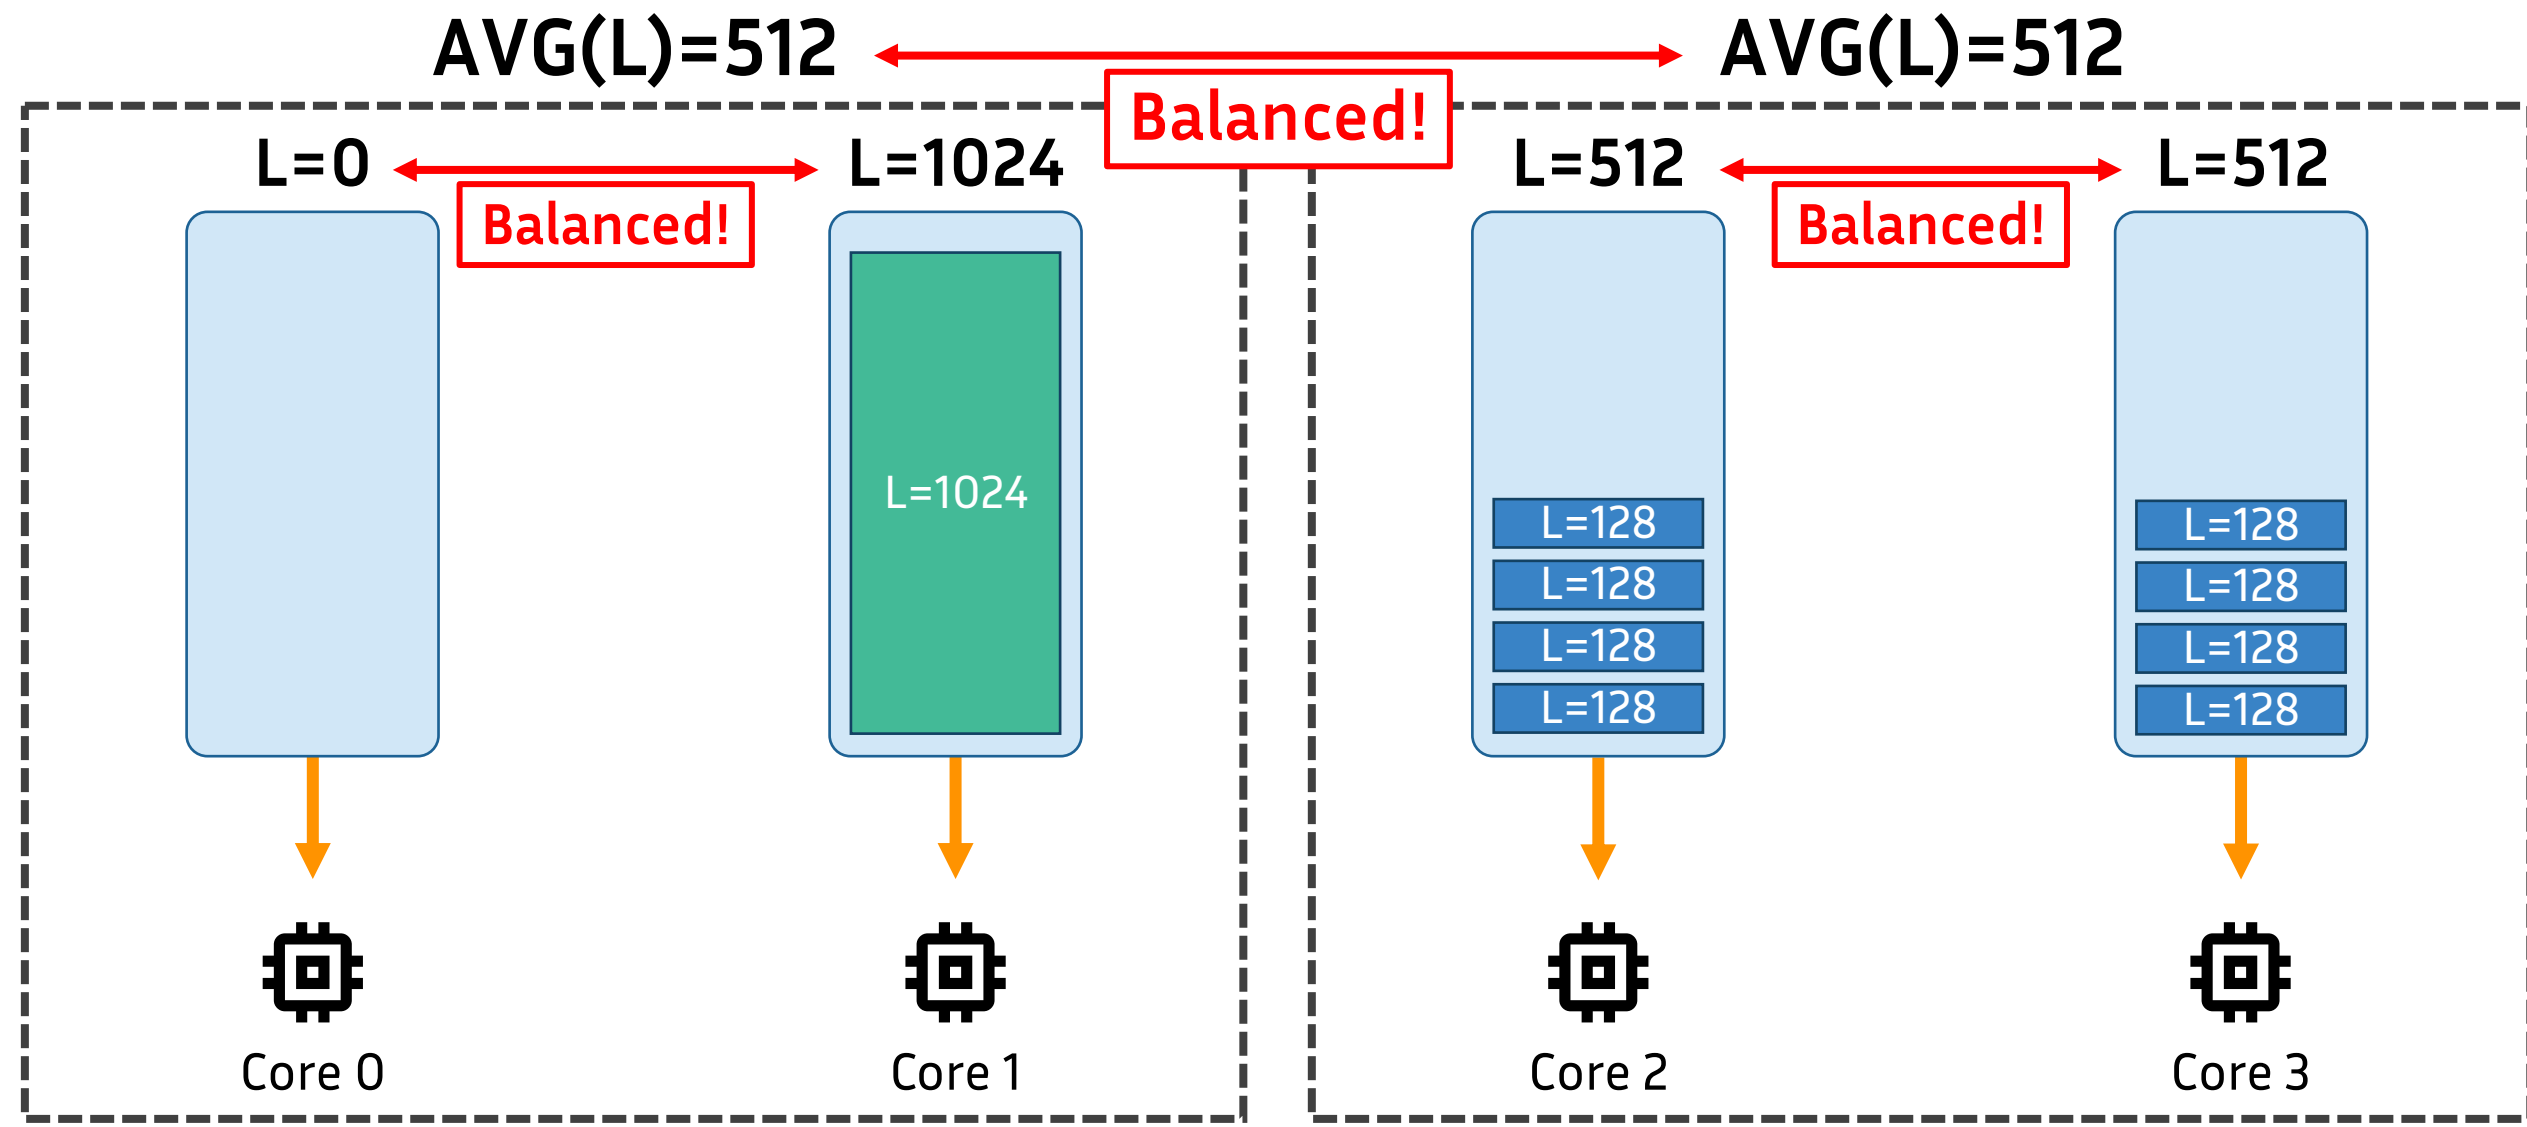 AVG(L)=512
AVG(L)=512
Balanced!
L=0
L=1024
L=512
L=512
Balanced!
Balanced!
L=1024
L=128
L=128
L=128
L=128
L=128
L=128
L=128
L=128
Core 0
Core 1
Core 2
Core 3